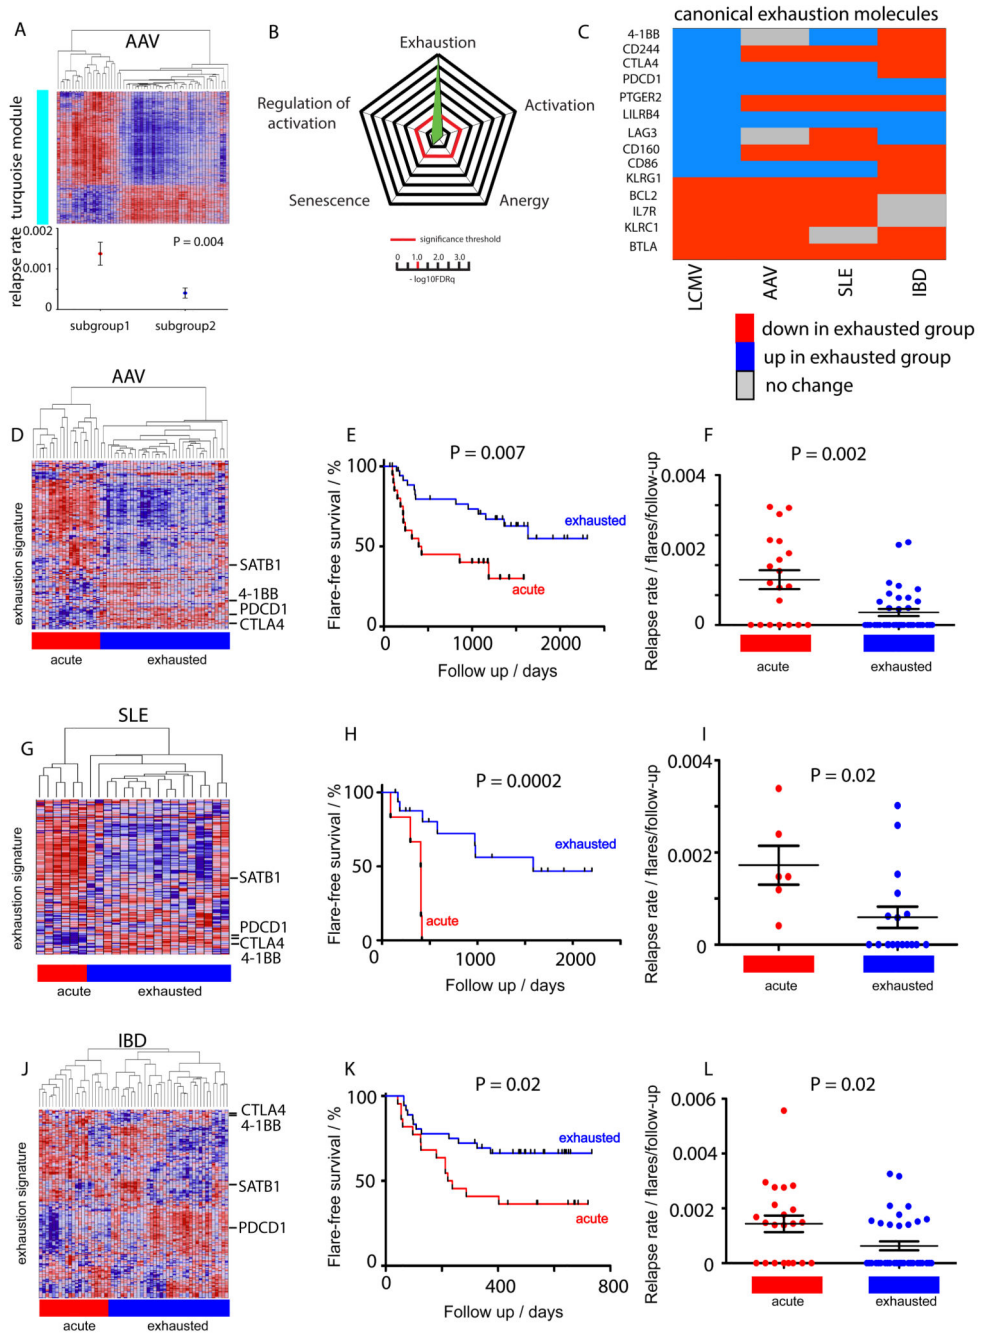 A
AAV
relapse rate turquoise module
0.002
0.001
0
P = 0.004
subgroup1
subgroup2
B
Exhaustion
Regulation of
activation
Activation
Senescence
Anergy
significance threshold
0 1.0 2.0 3.0
- log10FDRq
C
canonical exhaustion molecules
4-1BB
CD244
CTLA4
PDCD1
PTGER2
LILRB4
LAG3
CD160
CD86
KLRG1
BCL2
IL7R
KLRC1
BTLA
LCMV
AAV
SLE
IBD
down in exhausted group
up in exhausted group
no change
D
AAV
exhaustion signature
SATB1
4-1BB
PDCD1
CTLA4
acute
exhausted
E
P = 0.007
Flare-free survival / %
100
50
0
exhausted
acute
0 1000 2000
Follow up / days
F
P = 0.002
Relapse rate / flares/follow-up
0.004
0.002
0
acute
exhausted
G
SLE
exhaustion signature
SATB1
PDCD1
CTLA4
4-1BB
acute
exhausted
H
P = 0.0002
Flare-free survival / %
100
50
0
exhausted
acute
0 1000 2000
Follow up / days
I
P = 0.02
Relapse rate / flares/follow-up
0.004
0.002
0
acute
exhausted
J
IBD
exhaustion signature
CTLA4
4-1BB
SATB1
PDCD1
acute
exhausted
K
P = 0.02
Flare-free survival / %
100
50
0
exhausted
acute
0 400 800
Follow up / days
L
P = 0.02
Relapse rate / flares/follow-up
0.006
0.004
0.002
0
acute
exhausted